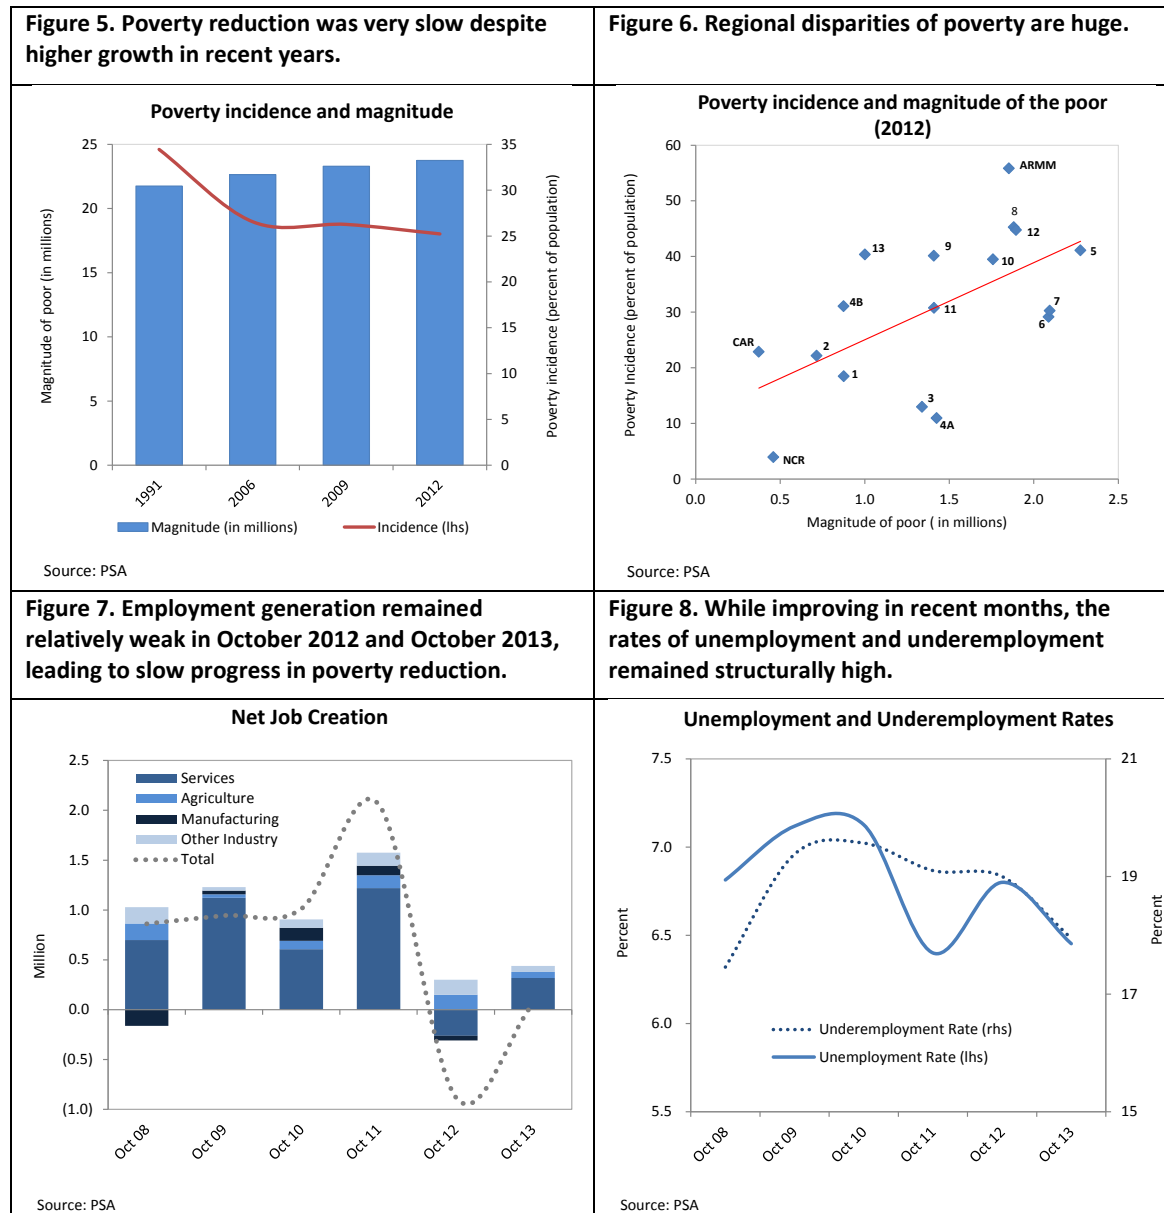 Figure 5. Poverty reduction was very slow despite
higher growth in recent years.
Poverty incidence and magnitude
25
20
15
10
5
0
Magnitude of poor (in millions)
35
30
25
20
15
10
5
0
Poverty incidence (percent of population)
1991
2006
2009
2012
Magnitude (in millions)
Incidence (lhs)
Source: PSA
Figure 6. Regional disparities of poverty are huge.
Poverty incidence and magnitude of the poor
(2012)
60
50
40
30
20
10
0
Poverty Incidence (percent of population)
ARMM
8
12
5
13
9
10
4B
11
7
6
CAR
2
1
3
4A
NCR
0.0
0.5
1.0
1.5
2.0
2.5
Magnitude of poor ( in millions)
Source: PSA
Figure 7. Employment generation remained
relatively weak in October 2012 and October 2013,
leading to slow progress in poverty reduction.
Net Job Creation
2.5
2.0
1.5
1.0
0.5
0.0
(0.5)
(1.0)
Million
Services
Agriculture
Manufacturing
Other Industry
Total
Oct 08
Oct 09
Oct 10
Oct 11
Oct 12
Oct 13
Source: PSA
Figure 8. While improving in recent months, the
rates of unemployment and underemployment
remained structurally high.
Unemployment and Underemployment Rates
7.5
7.0
6.5
6.0
5.5
Percent
21
19
17
15
Percent
Underemployment Rate (rhs)
Unemployment Rate (lhs)
Oct 08
Oct 09
Oct 10
Oct 11
Oct 12
Oct 13
Source: PSA